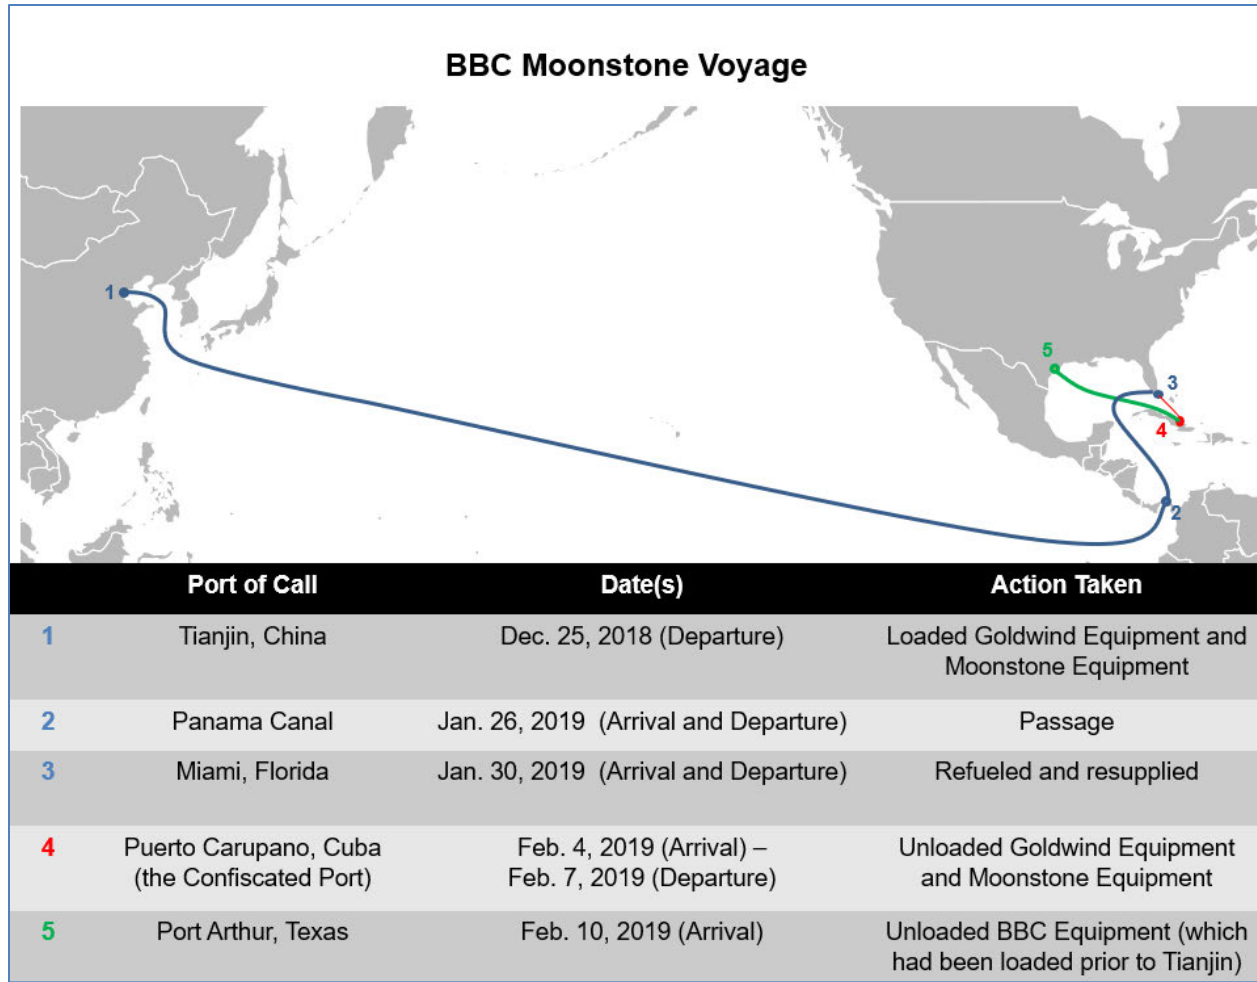 BBC Moonstone Voyage
1
5
3
4
2
Port of Call Date(s) Action Taken
1 Tianjin, China Dec. 25, 2018 (Departure) Loaded Goldwind Equipment and
Moonstone Equipment
2 Panama Canal Jan. 26, 2019 (Arrival and Departure) Passage
3 Miami, Florida Jan. 30, 2019 (Arrival and Departure) Refueled and resupplied
4 Puerto Carupano, Cuba Feb. 4, 2019 (Arrival) – Unloaded Goldwind Equipment
(the Confiscated Port) Feb. 7, 2019 (Departure) and Moonstone Equipment
5 Port Arthur, Texas Feb. 10, 2019 (Arrival) Unloaded BBC Equipment (which
had been loaded prior to Tianjin)